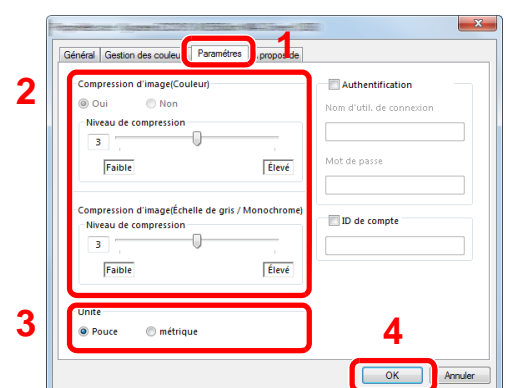 1
Général
Gestion des couleu
Paramètres
propos de
2
Compression d'image(Couleur)
Oui
Non
Niveau de compression
3
Faible
Élevé
Compression d'image(Échelle de gris / Monochrome)
Niveau de compression
3
Faible
Élevé
Authentification
Nom d'util. de connexion
Mot de passe
ID de compte
3
Unité
Pouce
métrique
4
OK
Annuler